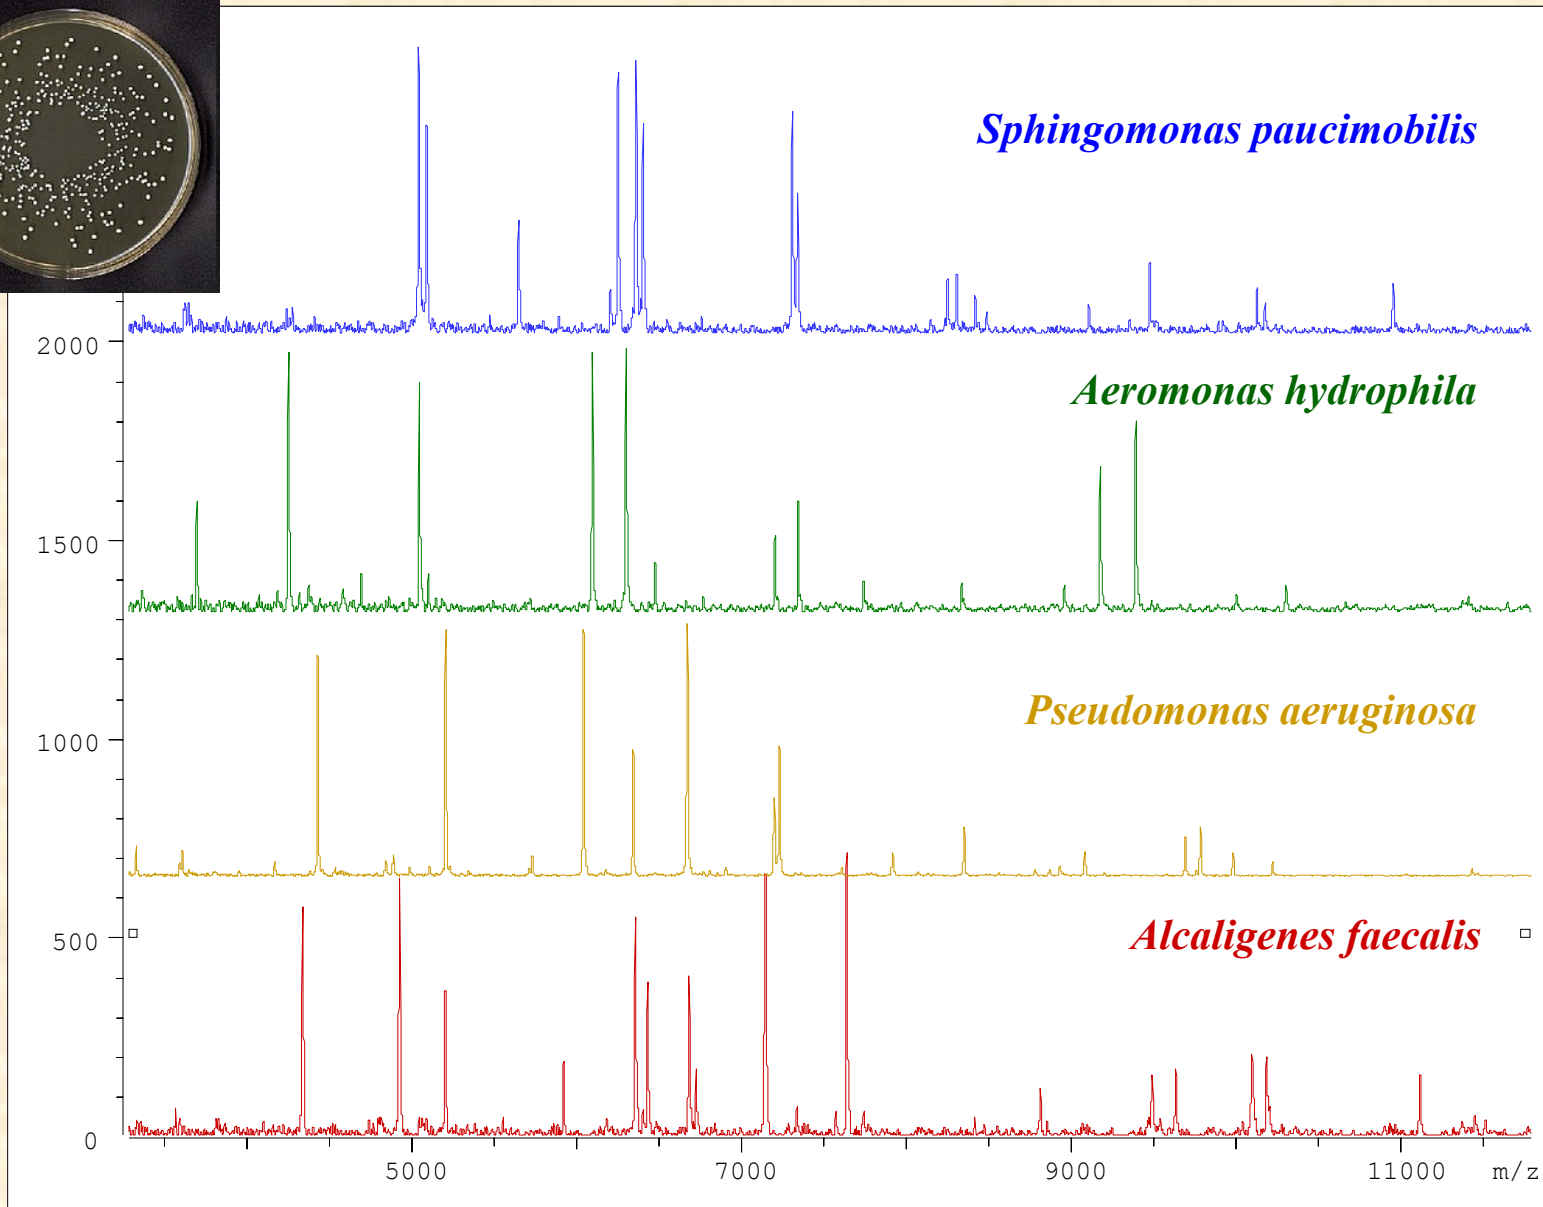 Sphingomonas paucimobilis
2000
Aeromonas hydrophila
1500
Pseudomonas aeruginosa
1000
Alcaligenes faecalis
500
0
5000 7000 9000 11000 m/z